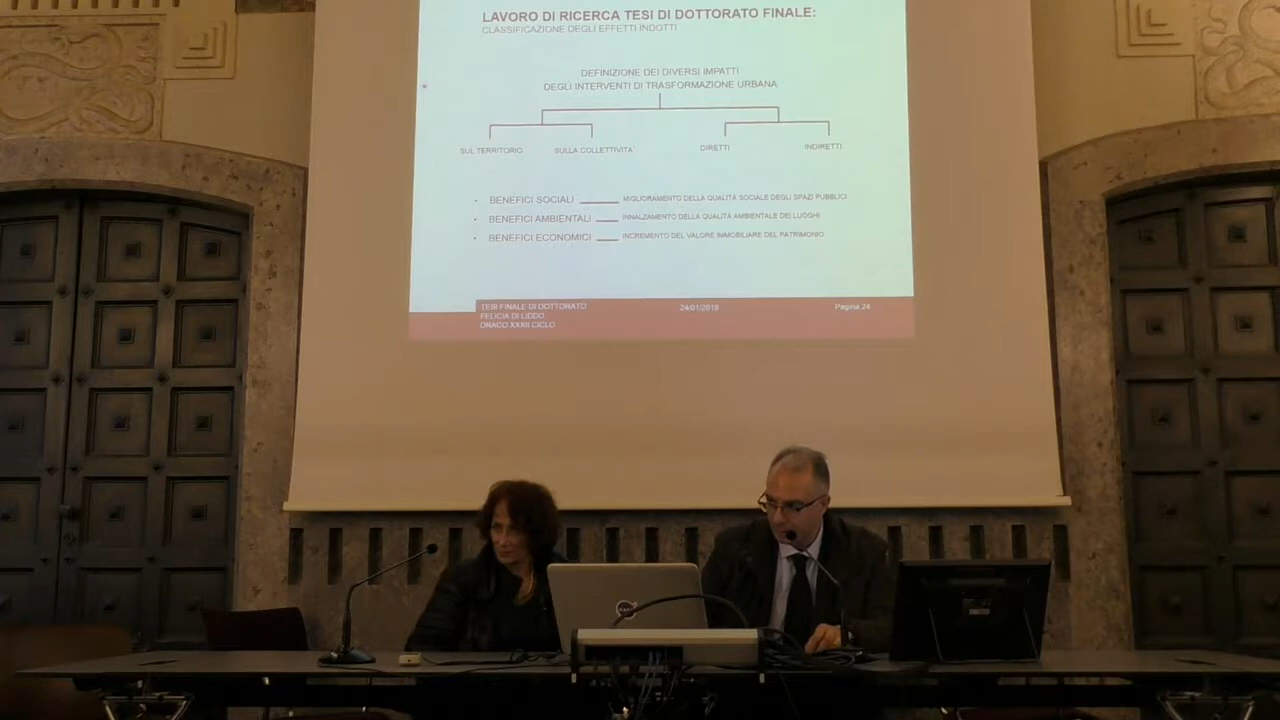 LAVORO DI RICERCA TESI DI DOTTORATO FINALE:
CLASSIFICAZIONE DEGLI EFFETTI INDOTTI
DEFINIZIONE DEI DIVERSI IMPATTI
DEGLI INTERVENTI DI TRASFORMAZIONE URBANA
SUL TERRITORIO SULLA COLLETTIVITA' DIRETTI INDIRETTI
• BENEFICI SOCIALI MIGLIORAMENTO DELLA QUALITÀ SOCIALE DEGLI SPAZI PUBBLICI
• BENEFICI AMBIENTALI INNALZAMENTO DELLA QUALITÀ AMBIENTALE DEI LUOGHI
• BENEFICI ECONOMICI INCREMENTO DEL VALORE IMMOBILIARE DEL PATRIMONIO
TESI FINALE DI DOTTORATO 24/01/2019 Pagina 24
FELICIA DI LIDDO
DRACO XXXII CICLO